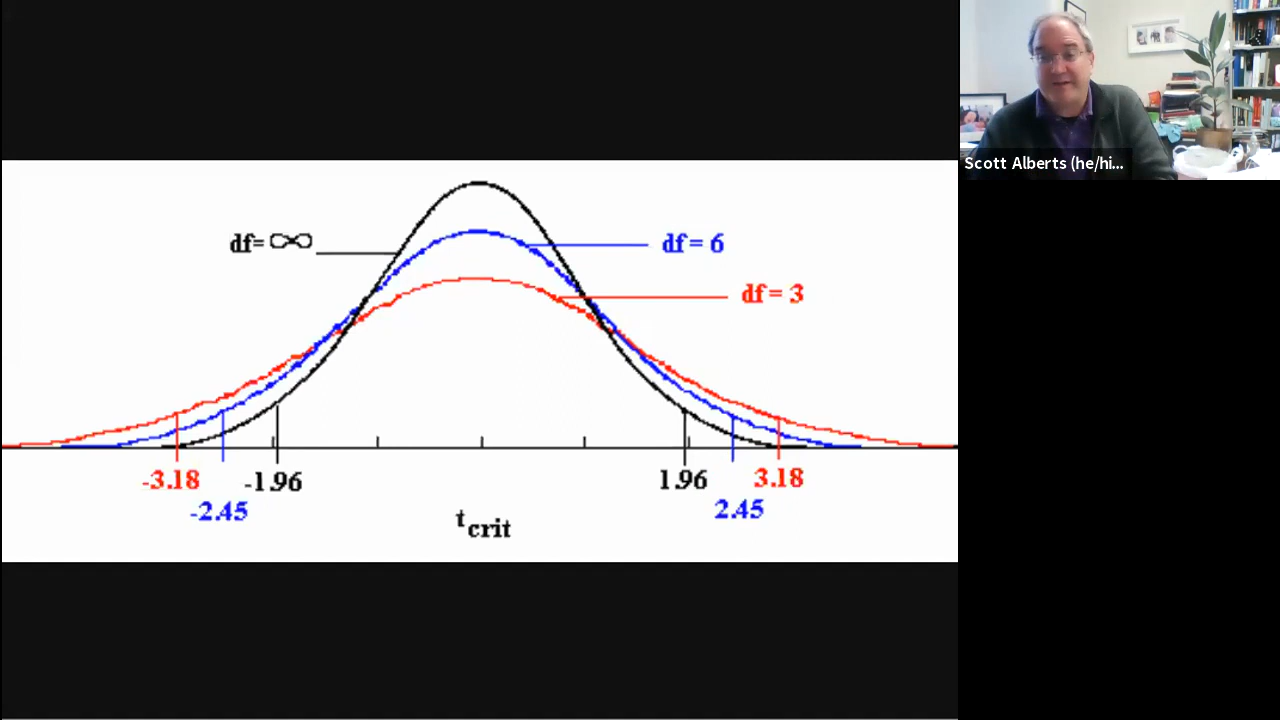 Scott Alberts (he/hi...
df= ∞
df = 6
df = 3
-3.18
-1.96
1.96
3.18
-2.45
2.45
tcrit